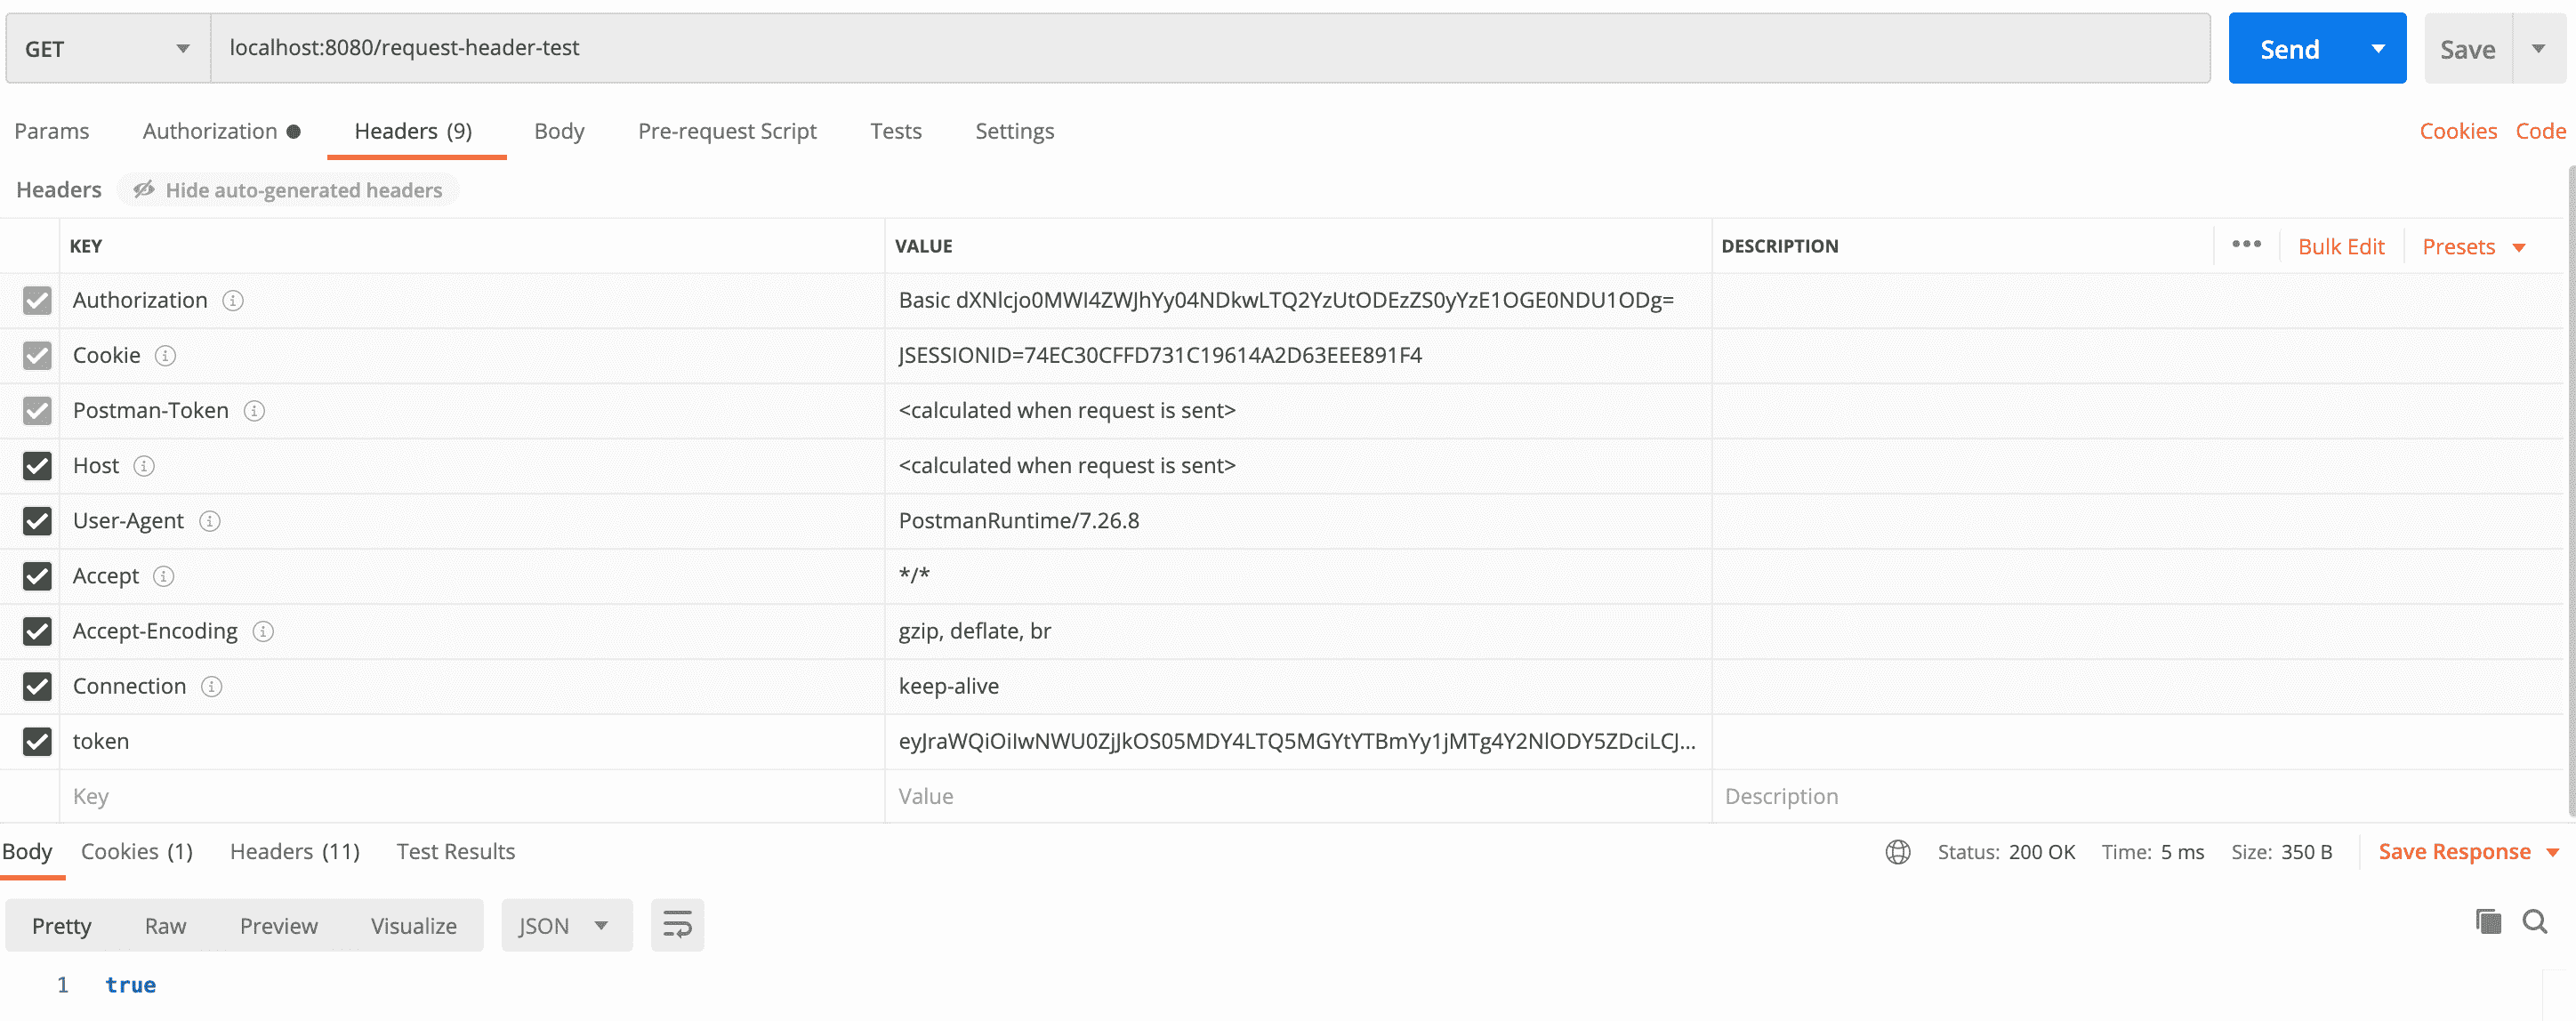 GET localhost:8080/request-header-test Send Save
Params Authorization Headers (9) Body Pre-request Script Tests Settings Cookies Code
Headers Hide auto-generated headers
KEY VALUE DESCRIPTION ••• Bulk Edit Presets
Authorization Basic dXNlcjo0MWI4ZWJhYy04NDkwLTQ2YzUtODEzZS0yYzE1OGE0NDU1ODg=
Cookie JSESSIONID=74EC30CFFD731C19614A2D63EEE891F4
Postman-Token <calculated when request is sent>
Host <calculated when request is sent>
User-Agent PostmanRuntime/7.26.8
Accept */*
Accept-Encoding gzip, deflate, br
Connection keep-alive
token eyJraWQiOiIwNWU0ZjJkOS05MDY4LTQ5MGYtYTBmYy1jMTg4Y2NlODY5ZDciLCJ...
Key Value Description
Body Cookies (1) Headers (11) Test Results Status: 200 OK Time: 5 ms Size: 350 B Save Response
Pretty Raw Preview Visualize JSON
1 true